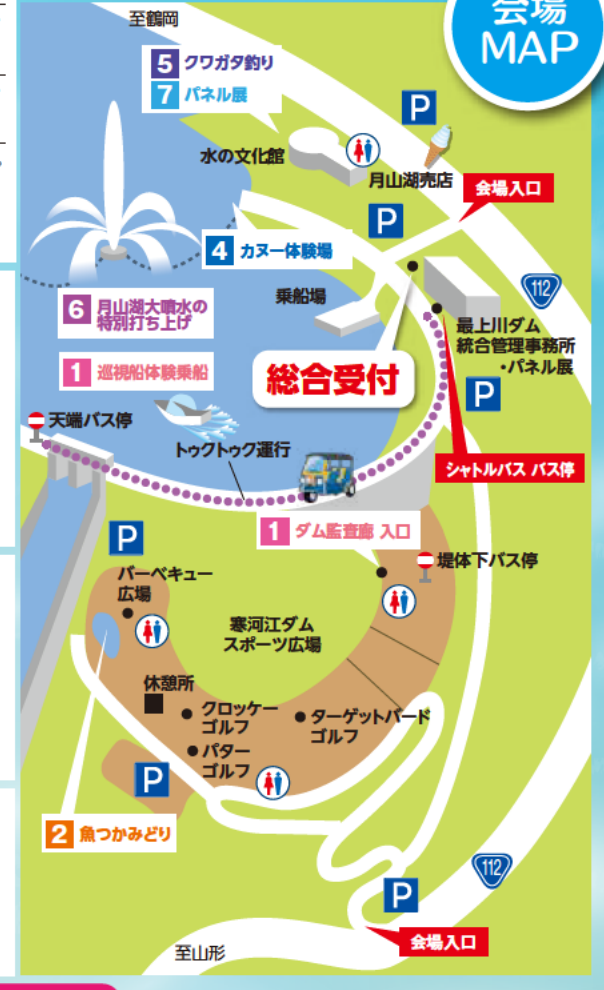 会場
MAP
至鶴岡
5 クワガタ釣り
7 パネル展
P
水の文化館
月山湖売店
会場入口
P
4 カヌー体験場
乗船場
112
6 月山湖大噴水の
特別打ち上げ
最上川ダム
統合管理事務所
・パネル展
1 巡視船体験乗船
総合受付
P
天端バス停
トゥクトゥク運行
シャトルバス バス停
P
1 ダム監査廊 入口
堤体下バス停
バーベキュー
広場
寒河江ダム
スポーツ広場
休憩所
クロッケー
ゴルフ
ターゲットバード
ゴルフ
パター
ゴルフ
P
2 魚つかみどり
112
P
会場入口
至山形